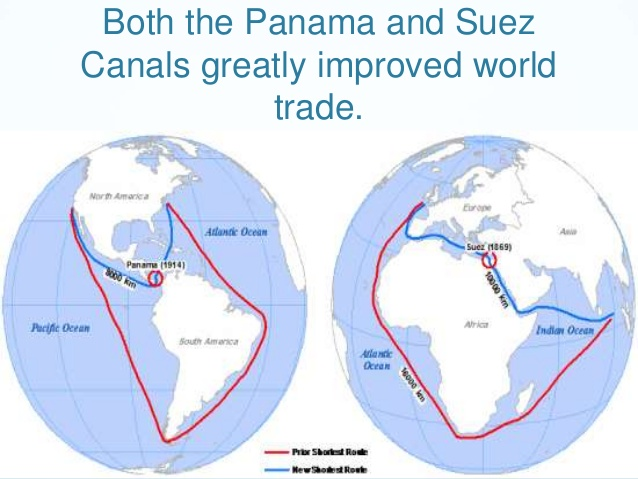 Both the Panama and Suez
Canals greatly improved world
trade.
North America
Atlantic Ocean
Panama (1914)
8000 km
Pacific Ocean
South America
Europe
Asia
Suez (1869)
10000 km
Africa
Indian Ocean
Atlantic
Ocean
16000 km
Prior Shortest Route
New Shortest Route